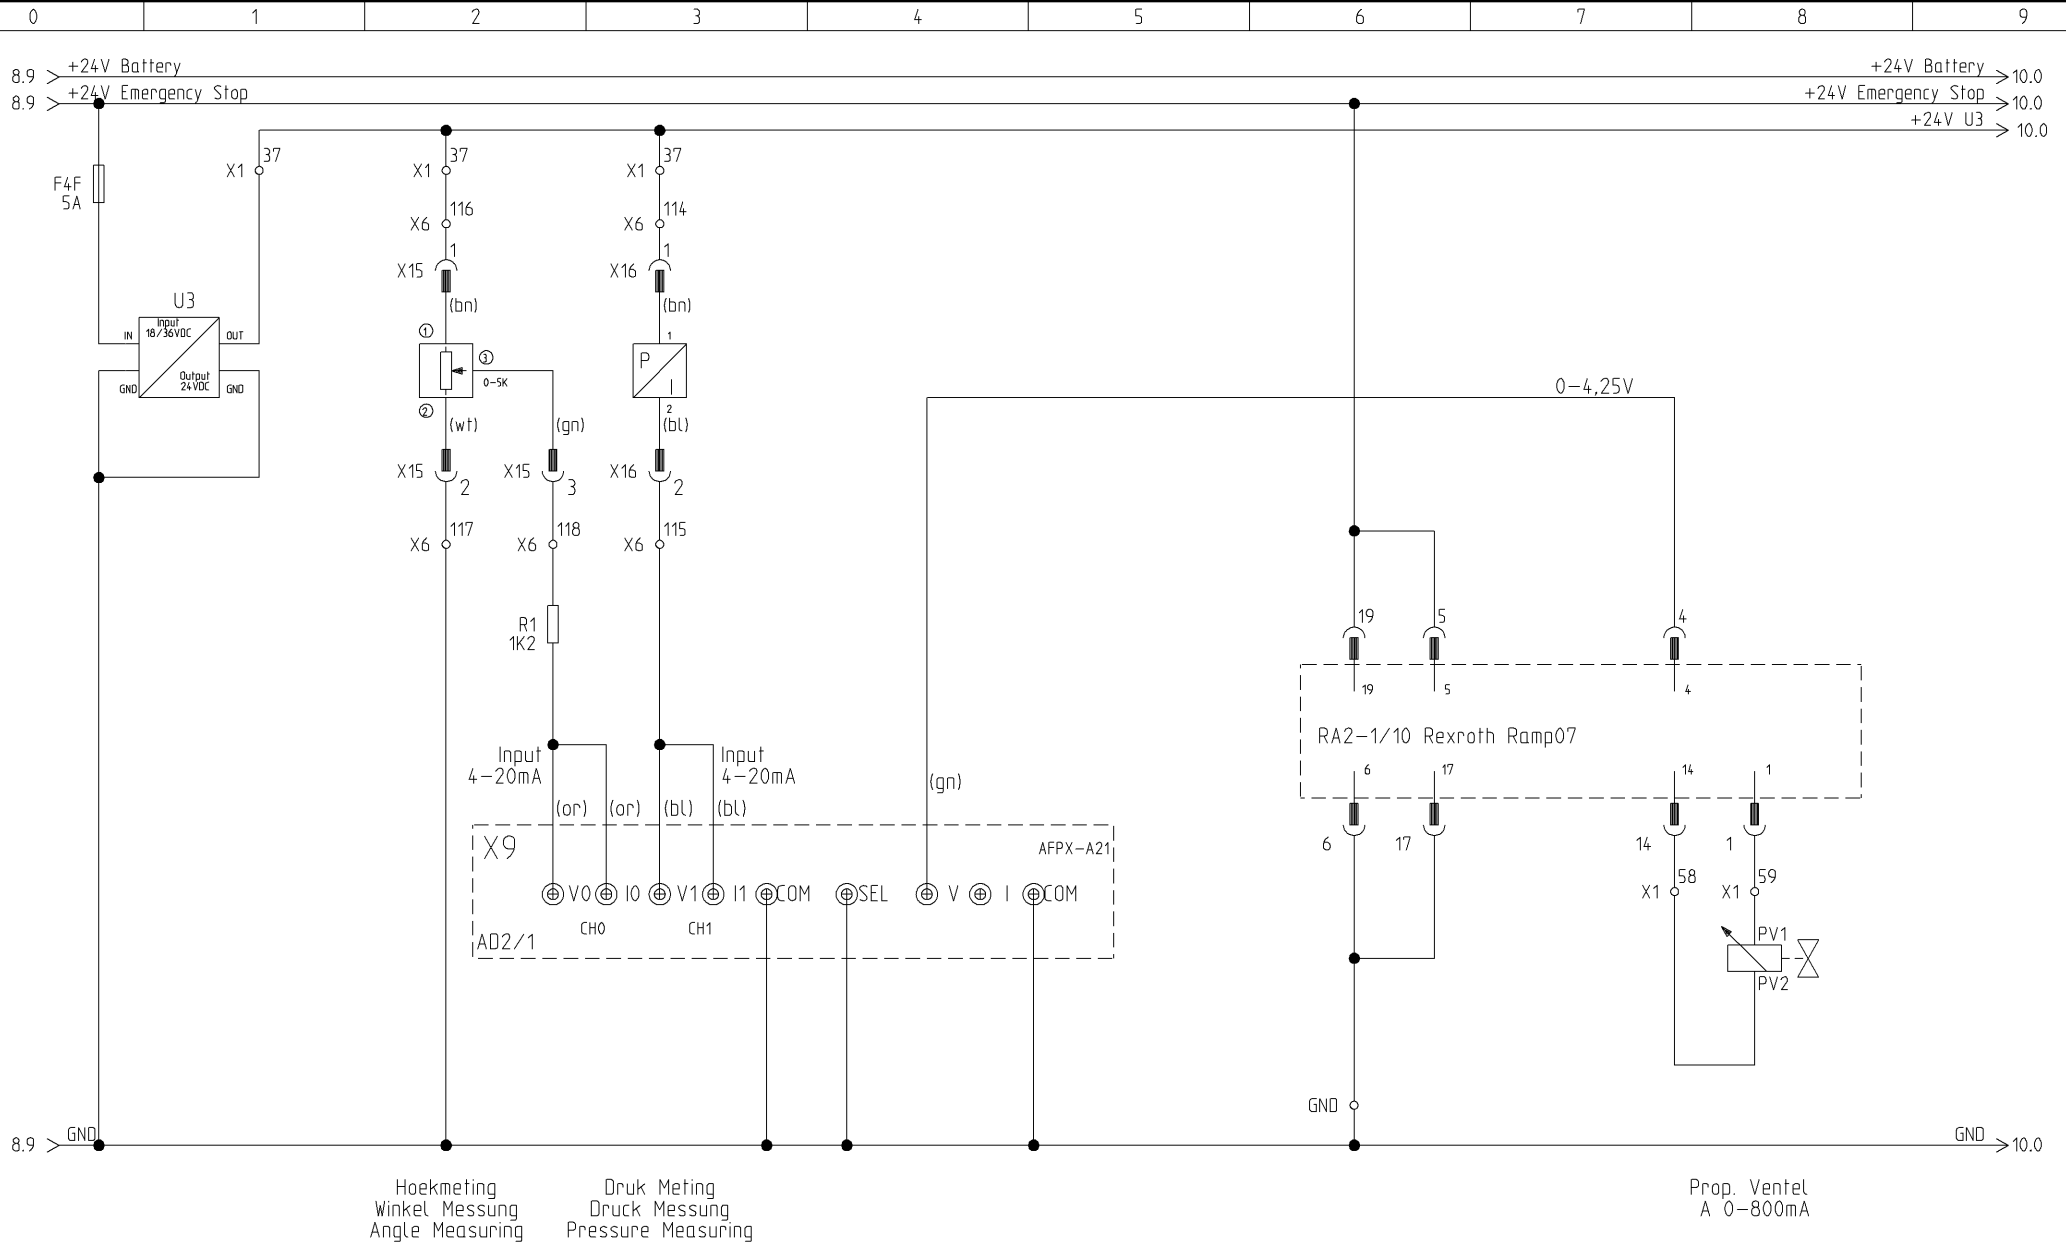 0 1 2 3 4 5 6 7 8 9
8.9 +24V Battery +24V Battery 10.0
8.9 +24V Emergency Stop +24V Emergency Stop 10.0
+24V U3 10.0
37 37 37
X1 X1 X1
F4F
5A
116 114
X6 X6
1 1
X15 X16
(bn) (bn)
U3
Input
18/36VDC
IN OUT
Output
24VDC
GND GND
1
3
0-5K
2
1
P
I
2
0-4,25V
(wt) (gn) (bl)
X15 X15 X16
2 3 2
117 118 115
X6 X6 X6
R1
1K2
19 5 4
19 5 4
RA2-1/10 Rexroth Ramp07
6 17 14 1
Input Input
4-20mA 4-20mA
(gn)
(or) (or) (bl) (bl)
X9 AFPX-A21
6 17 14 1
V0 I0 V1 I1 COM SEL V I COM
58 59
X1 X1
CH0 CH1
AD2/1
PV1
PV2
GND
8.9 GND GND 10.0
Hoekmeting Druk Meting Prop. Ventel
Winkel Messung Druck Messung A 0-800mA
Angle Measuring Pressure Measuring